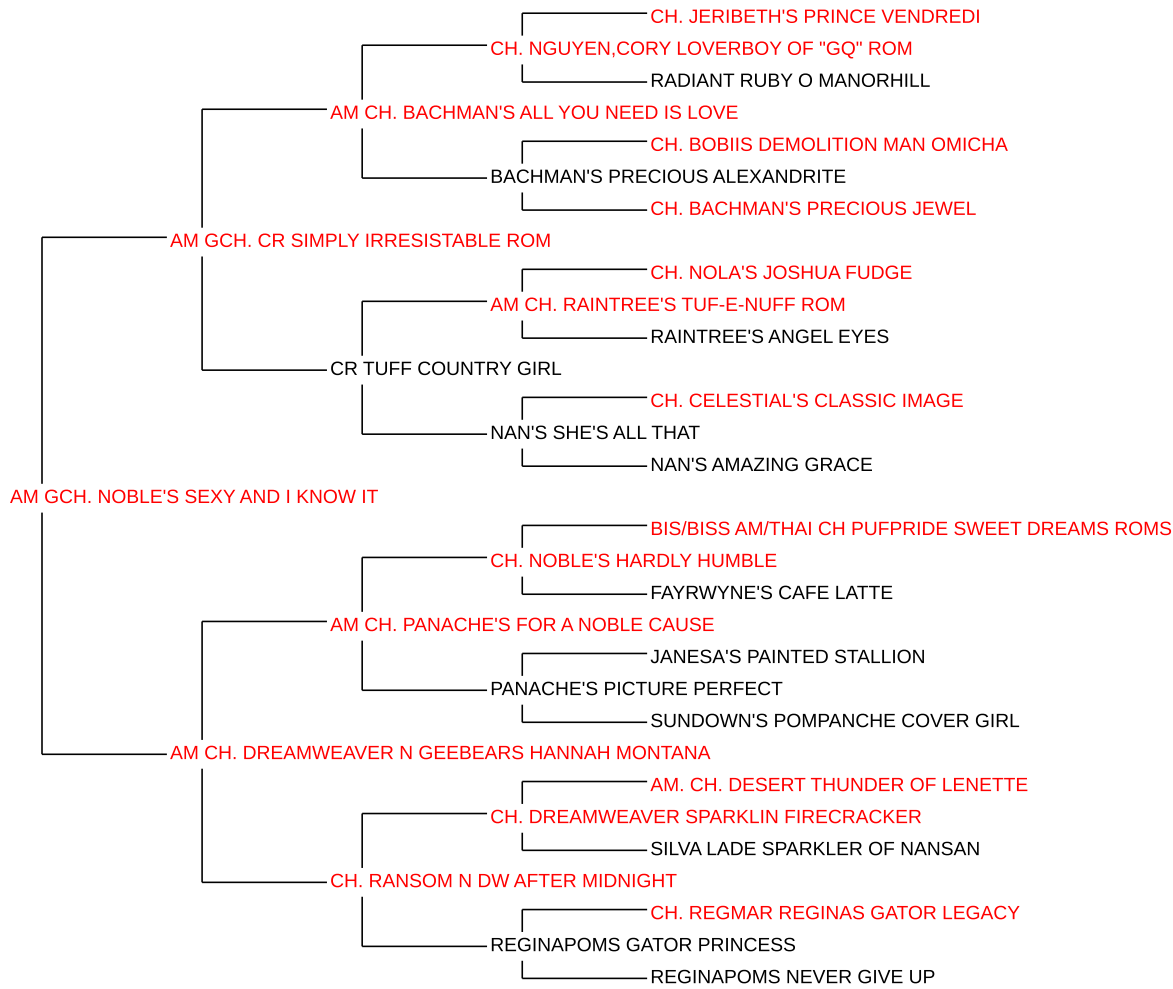 CH. JERIBETH'S PRINCE VENDREDI
CH. NGUYEN,CORY LOVERBOY OF "GQ" ROM
RADIANT RUBY O MANORHILL
AM CH. BACHMAN'S ALL YOU NEED IS LOVE
CH. BOBIIS DEMOLITION MAN OMICHA
BACHMAN'S PRECIOUS ALEXANDRITE
CH. BACHMAN'S PRECIOUS JEWEL
AM GCH. CR SIMPLY IRRESISTABLE ROM
CH. NOLA'S JOSHUA FUDGE
AM CH. RAINTREE'S TUF-E-NUFF ROM
RAINTREE'S ANGEL EYES
CR TUFF COUNTRY GIRL
CH. CELESTIAL'S CLASSIC IMAGE
NAN'S SHE'S ALL THAT
NAN'S AMAZING GRACE
AM GCH. NOBLE'S SEXY AND I KNOW IT
BIS/BISS AM/THAI CH PUFPRIDE SWEET DREAMS ROMS
CH. NOBLE'S HARDLY HUMBLE
FAYRWYNE'S CAFE LATTE
AM CH. PANACHE'S FOR A NOBLE CAUSE
JANESA'S PAINTED STALLION
PANACHE'S PICTURE PERFECT
SUNDOWN'S POMPANCHE COVER GIRL
AM CH. DREAMWEAVER N GEEBEARS HANNAH MONTANA
AM. CH. DESERT THUNDER OF LENETTE
CH. DREAMWEAVER SPARKLIN FIRECRACKER
SILVA LADE SPARKLER OF NANSAN
CH. RANSOM N DW AFTER MIDNIGHT
CH. REGMAR REGINAS GATOR LEGACY
REGINAPOMS GATOR PRINCESS
REGINAPOMS NEVER GIVE UP